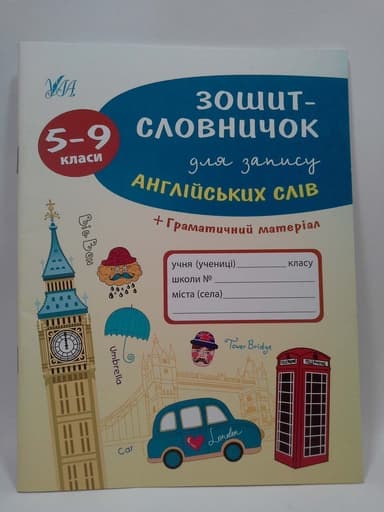 УЛА
ЗОШИТ-
СЛОВНИЧОК
для запису
АНГЛІЙСЬКИХ СЛІВ
+ Граматичний матеріал
5-9
класи
учня (учениці) класу
школи №
міста (села)
Big Ben
Umbrella
Tower Bridge
TELEPHONE
Car
London